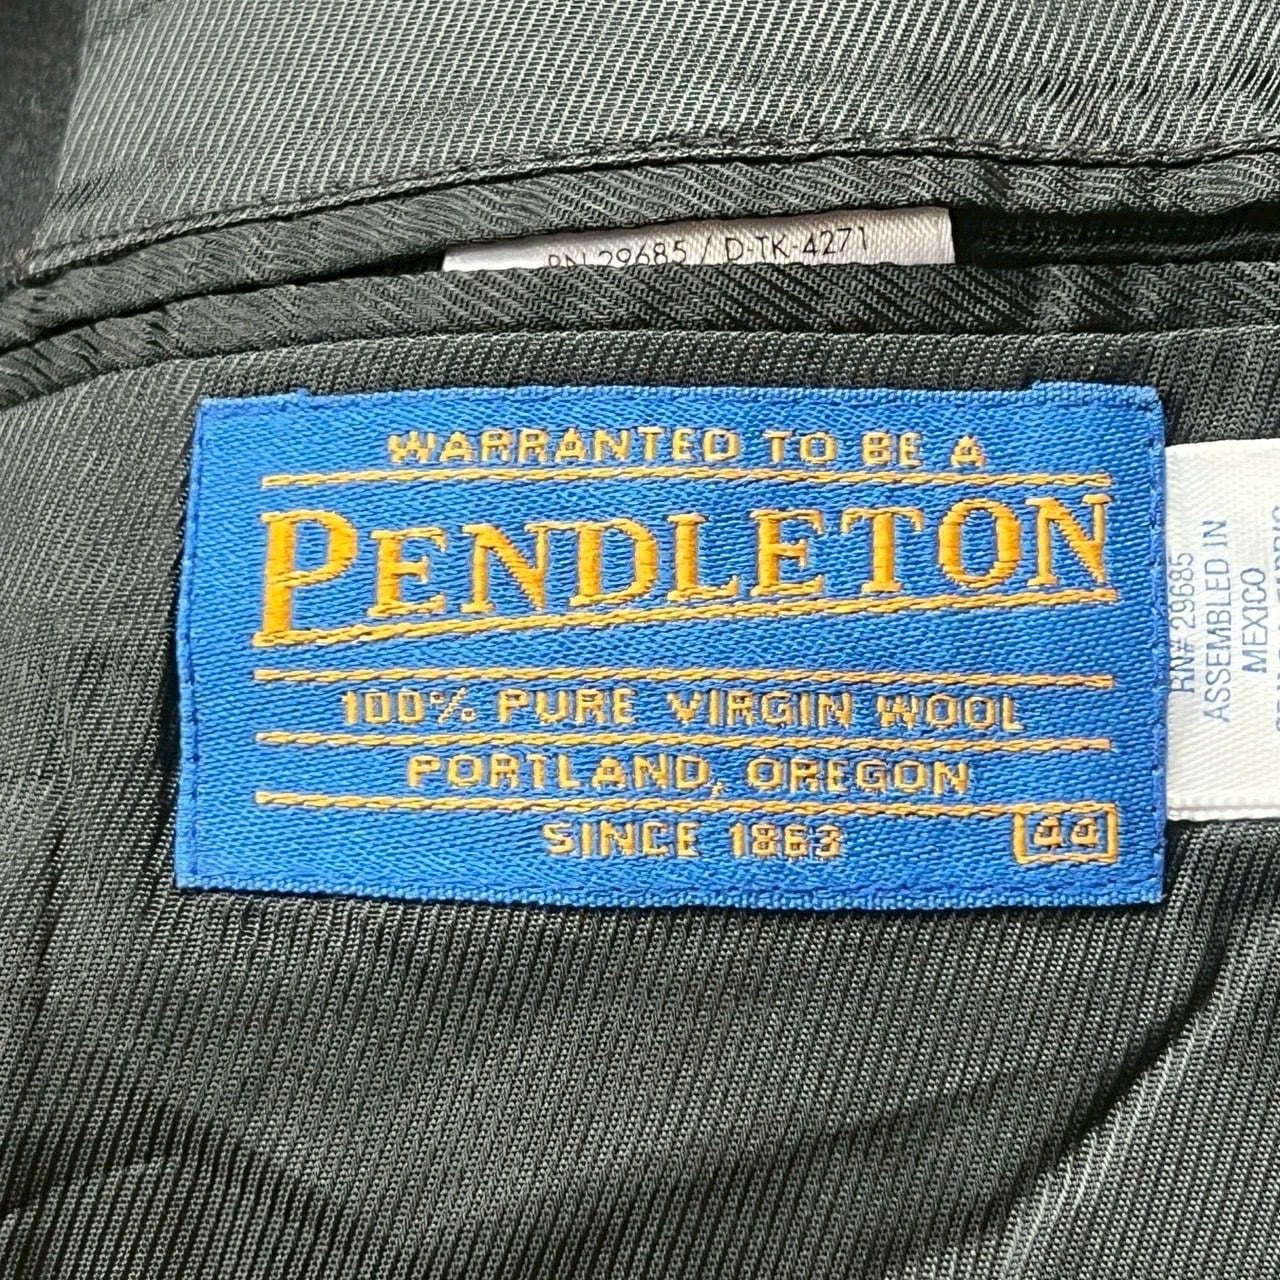 RN 29685 / D-TK-4271
WARRANTED TO BE A
PENDLETON
100% PURE VIRGIN WOOL
PORTLAND, OREGON
SINCE 1863
44
RN# 29685
ASSEMBLED IN
MEXICO